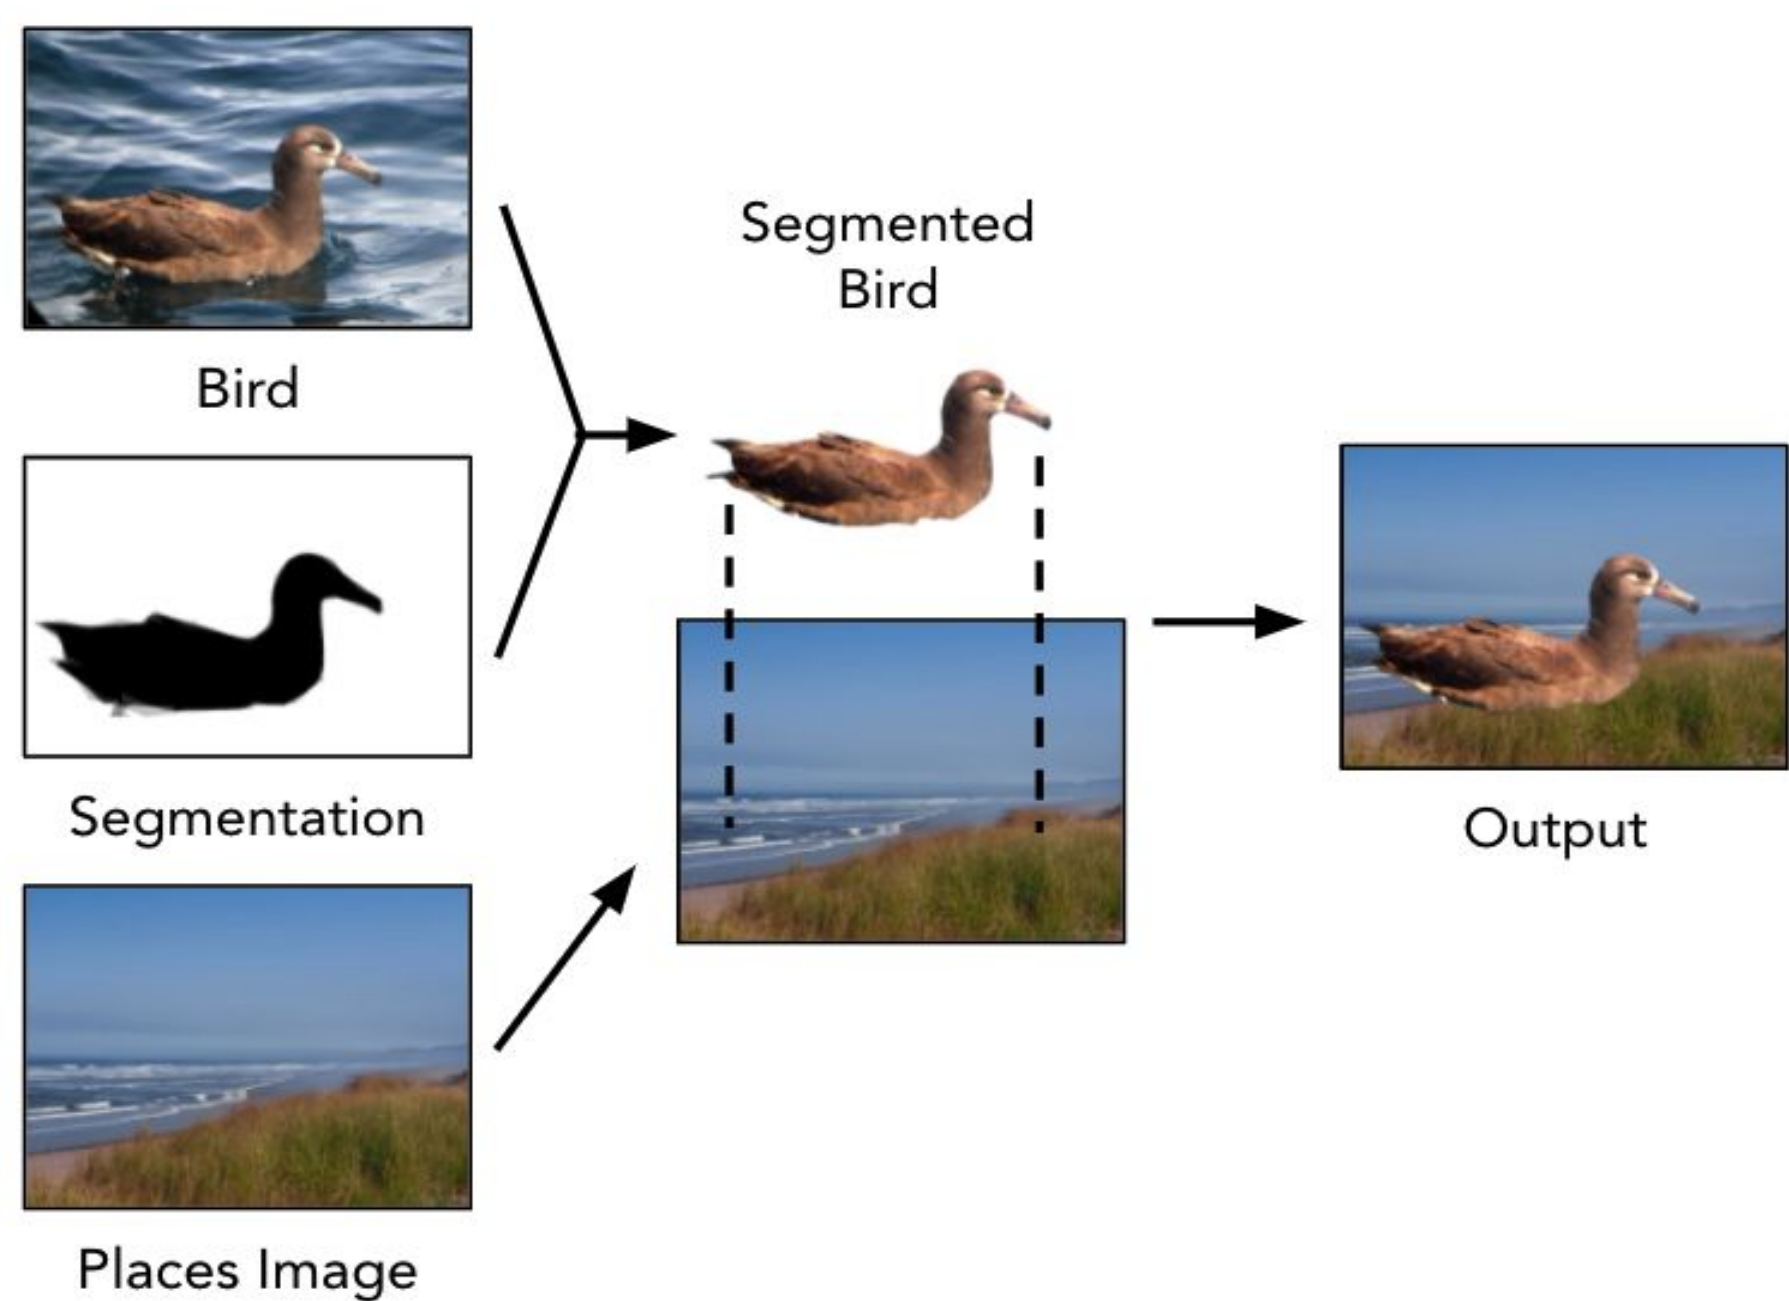 Bird
Segmentation
Places Image
Segmented
Bird
Output